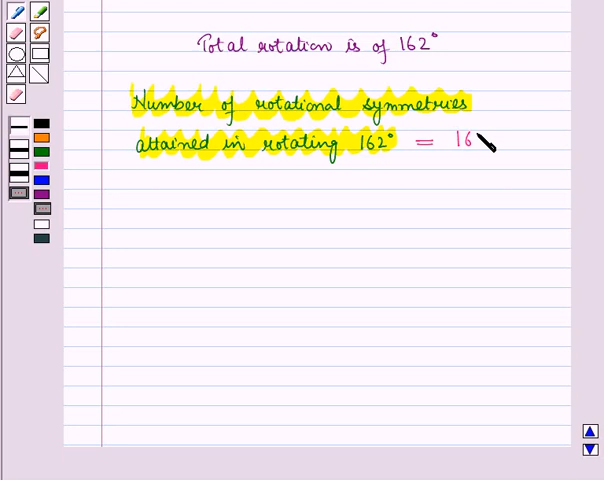 Total rotation is of 162°
Number of rotational symmetries
attained in rotating 162° = 16